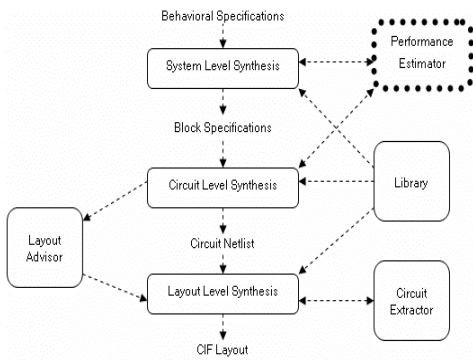 Behavioral Specifications
Performance
Estimator
System Level Synthesis
Block Specifications
Circuit Level Synthesis
Library
Layout
Advisor
Circuit Netlist
Layout Level Synthesis
Circuit
Extractor
CIF Layout